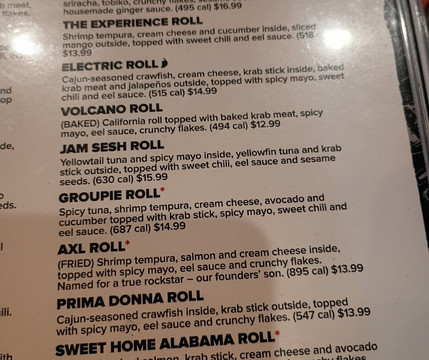 sriracha, tobiko, crunchy flakes,
housemade ginger sauce. (495 cal) $16.99
THE EXPERIENCE ROLL
Shrimp tempura, cream cheese and cucumber inside, sliced
mango outside, topped with sweet chili and eel sauce. (518
$13.99
ELECTRIC ROLL
Cajun-seasoned crawfish, cream cheese, krab stick inside, baked
krab meat and jalapeños outside, topped with spicy mayo, sweet
chili and eel sauce. (515 cal) $14.99
VOLCANO ROLL
(BAKED) California roll topped with baked krab meat, spicy
mayo, eel sauce, crunchy flakes. (494 cal) $12.99
JAM SESH ROLL
Yellowtail tuna and spicy mayo inside, yellowfin tuna and krab
stick outside, topped with sweet chili, eel sauce and sesame
seeds. (630 cal) $15.99
GROUPIE ROLL*
Spicy tuna, shrimp tempura, cream cheese, avocado and
cucumber topped with krab stick, spicy mayo, sweet chili and
eel sauce. (687 cal) $14.99
AXL ROLL*
(FRIED) Shrimp tempura, salmon and cream cheese inside,
topped with spicy mayo, eel sauce and crunchy flakes.
Named for a true rockstar – our founders' son. (895 cal) $13.99
PRIMA DONNA ROLL
Cajun-seasoned crawfish inside, krab stick outside, topped
with spicy mayo, eel sauce and crunchy flakes. (547 cal) $13.99
SWEET HOME ALABAMA ROLL*
salmon, krab stick, cream cheese and avocado